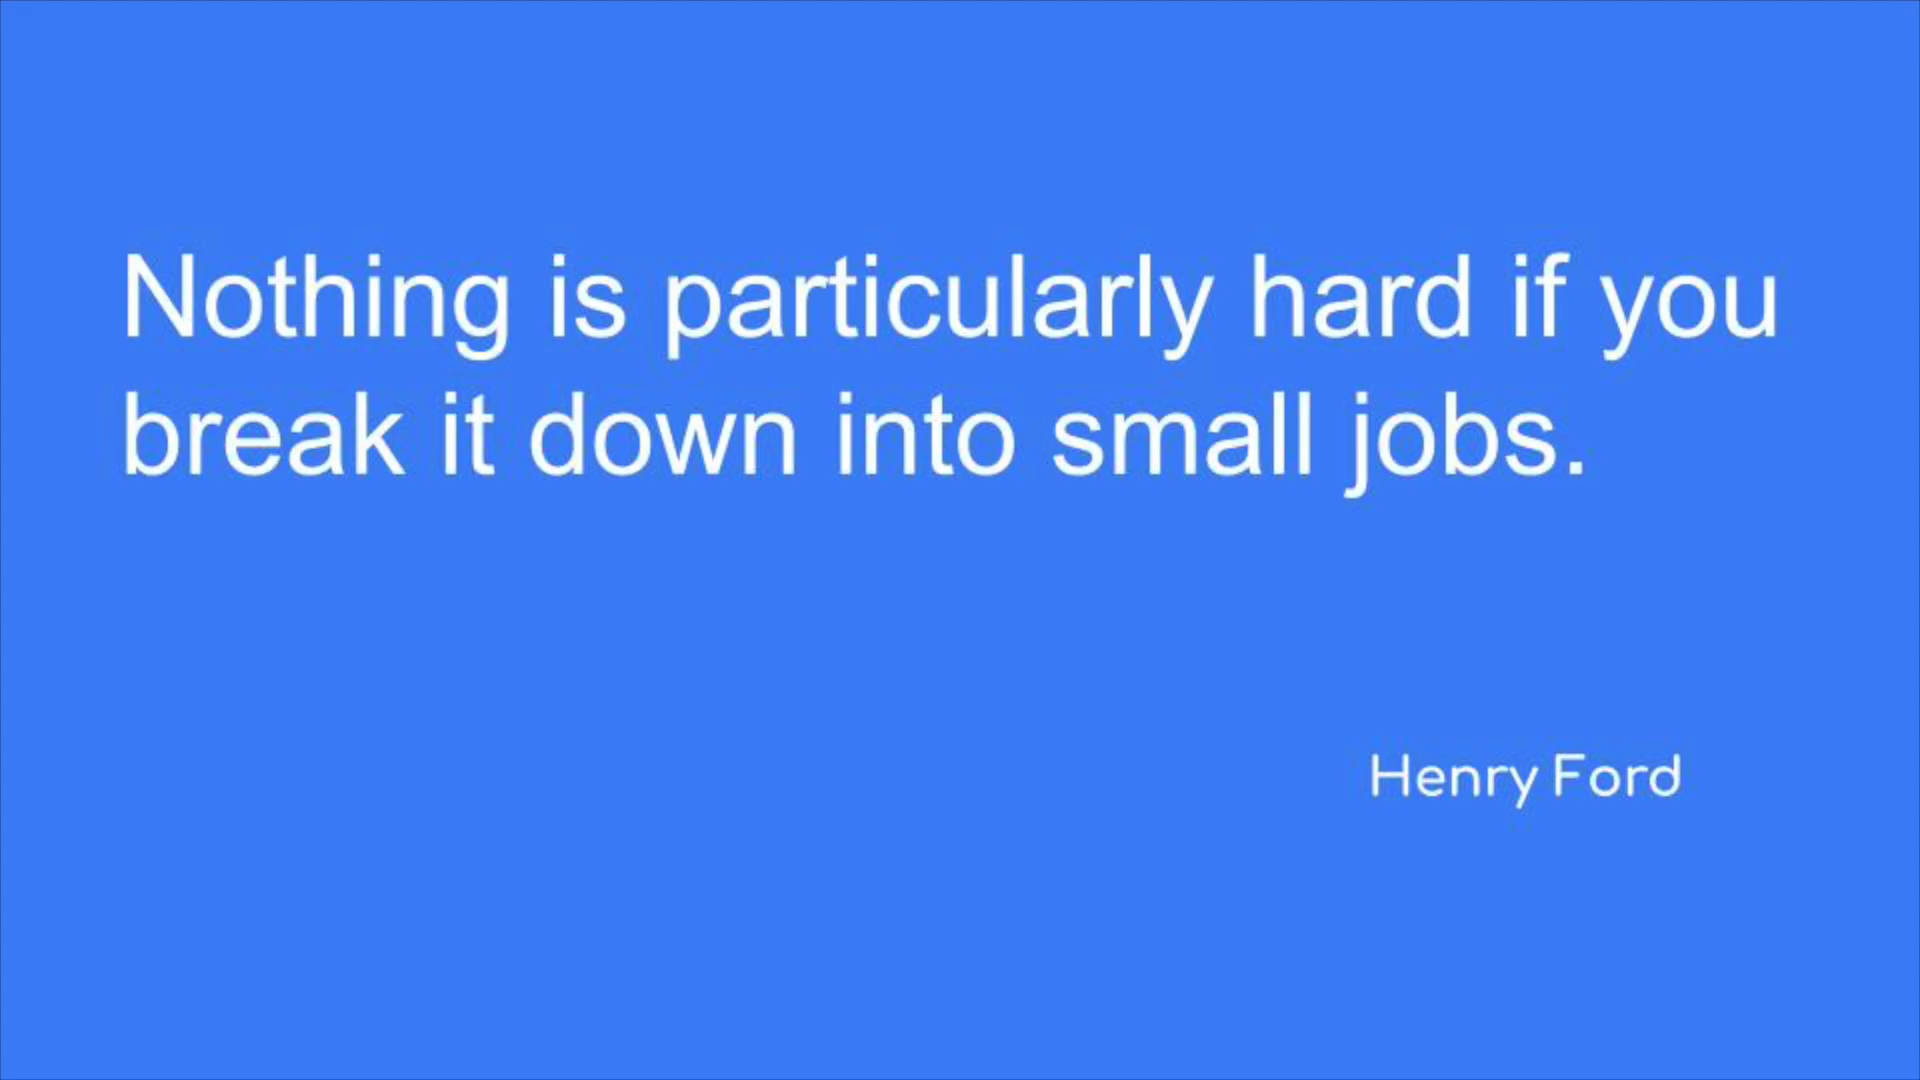 Nothing is particularly hard if you
break it down into small jobs.
Henry Ford